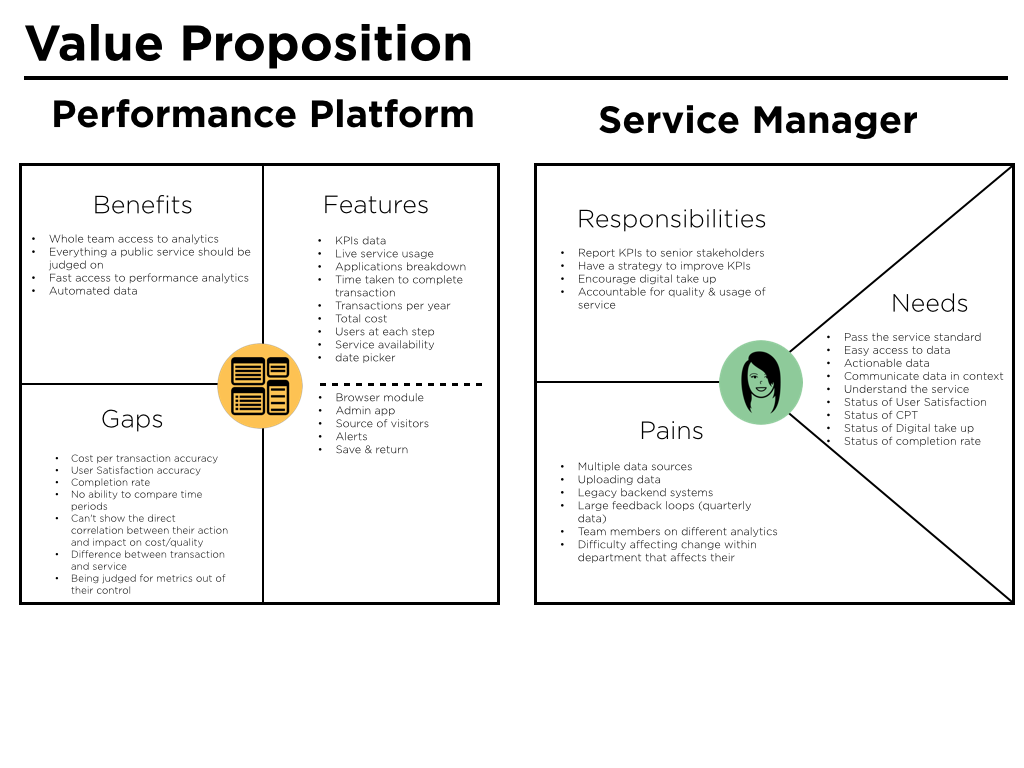 Value Proposition
Performance Platform
Benefits
• Whole team access to analytics
• Everything a public service should be
judged on
• Fast access to performance analytics
• Automated data
Features
• KPIs data
• Live service usage
• Applications breakdown
• Time taken to complete
transaction
• Transactions per year
• Total cost
• Users at each step
• Service availability
• date picker
• Browser module
• Admin app
• Source of visitors
• Alerts
• Save & return
Gaps
• Cost per transaction accuracy
• User Satisfaction accuracy
• Completion rate
• No ability to compare time
periods
• Can't show the direct
correlation between their action
and impact on cost/quality
• Difference between transaction
and service
• Being judged for metrics out of
their control
Service Manager
Responsibilities
• Report KPIs to senior stakeholders
• Have a strategy to improve KPIs
• Encourage digital take up
• Accountable for quality & usage of
service
Needs
• Pass the service standard
• Easy access to data
• Actionable data
• Communicate data in context
• Understand the service
• Status of User Satisfaction
• Status of CPT
• Status of Digital take up
• Status of completion rate
Pains
• Multiple data sources
• Uploading data
• Legacy backend systems
• Large feedback loops (quarterly
data)
• Team members on different analytics
• Difficulty affecting change within
department that affects their